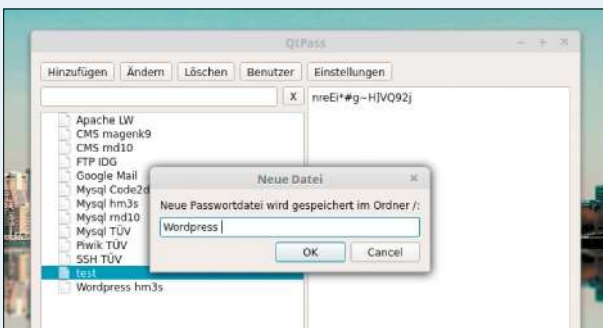 QtPass
Hinzufügen Ändern Löschen Benutzer Einstellungen
X nreEi*#g~H]VQ92j
Apache LW
CMS magenk9
CMS md10
FTP IDG
Google Mail
Mysql Code2d
Mysql hm3s
Mysql rnd10
Mysql TÜV
Piwik TÜV
SSH TÜV
test
Wordpress hm3s
Neue Datei
Neue Passwortdatei wird gespeichert im Ordner /:
Wordpress
OK Cancel